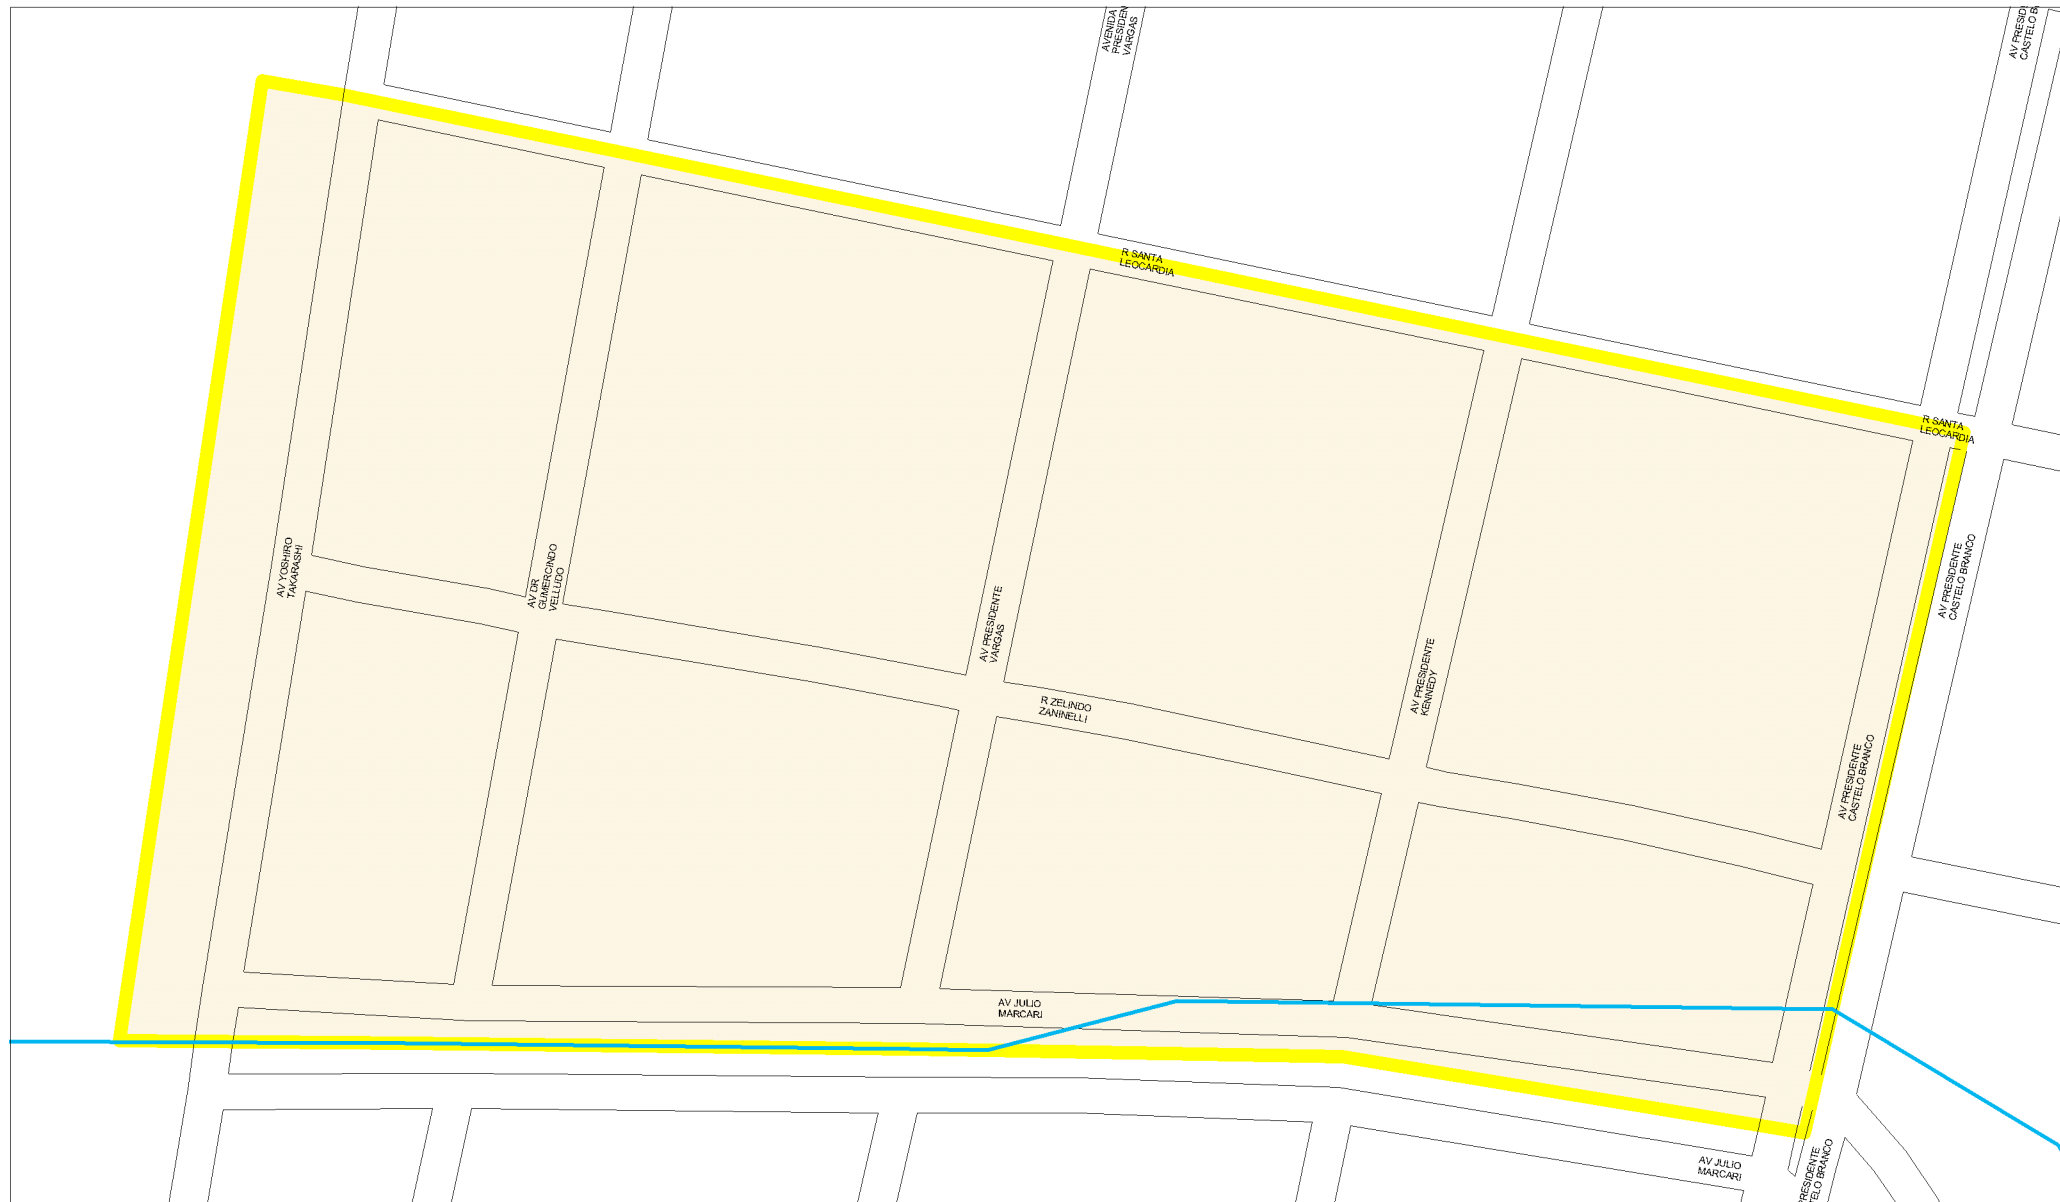 AVENIDA
PRESIDEN
VARGAS
AV PRESID
CASTELO B
R SANTA
LEOCARDIA
R SANTA
LEOCARDIA
AV YOSHIRO
TAKARASHI
AV DR
GUMERCINDO
VELLUDO
AV PRESIDENTE
VARGAS
AV PRESIDENTE
KENNEDY
AV PRESIDENTE
CASTELO BRANCO
AV PRESIDENTE
CASTELO BRANCO
R ZELINDO
ZANINELLI
AV JULIO
MARCARI
AV JULIO
MARCARI
RESIDENTE
TELO BRANCO